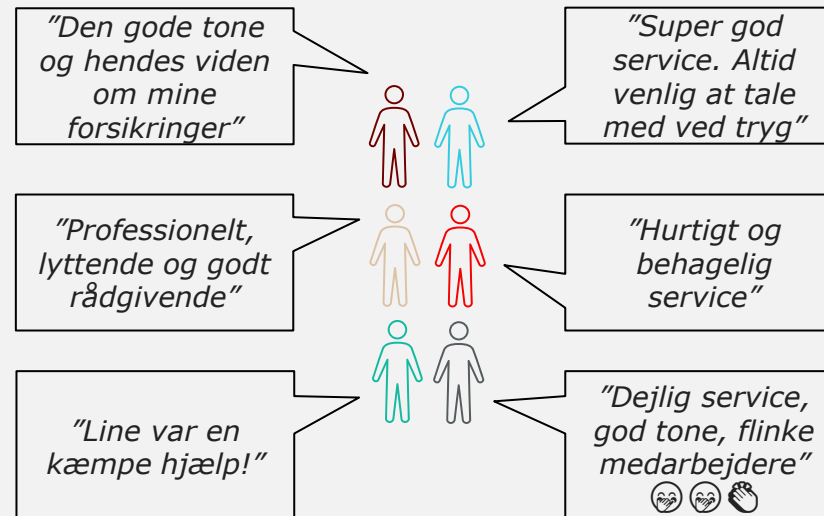 ”Den gode tone
og hendes viden
om mine
forsikringer”
”Super god
service. Altid
venlig at tale
med ved tryg”
”Professionelt,
lyttende og godt
rådgivende”
”Hurtigt og
behagelig
service”
”Line var en
kæmpe hjælp!”
”Dejlig service,
god tone, flinke
medarbejdere”
🤭🤭👏